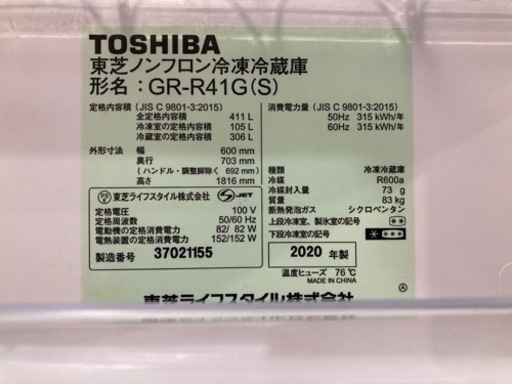 TOSHIBA
東芝ノンフロン冷凍冷蔵庫
形名：GR-R41G(S)
定格内容積(JIS C 9801-3:2015)
全定格内容積 411 L
冷凍室の定格内容積 105 L
冷蔵室の定格内容積 306 L
消費電力量(JIS C 9801-3:2015)
50Hz 315 kWh/年
60Hz 315 kWh/年
外形寸法 幅 600 mm
奥行 703 mm
(ハンドル・調整脚除く 692 mm)
高さ 1816 mm
種類 冷凍冷蔵庫
冷媒 R600a
冷媒封入量 73 g
質量 83 kg
断熱発泡ガス シクロペンタン
上段冷凍室、製氷室の記号
下段冷凍室の記号
東芝ライフスタイル株式会社 JET
定格電圧 100 V
定格周波数 50/60 Hz
電動機の定格消費電力 82/ 82 W
電熱装置の定格消費電力 152/152 W
製造番号 37021155
2020 年製
温度ヒューズ 76℃
MADE IN CHINA
A
東芝ライフスタイル株式会社